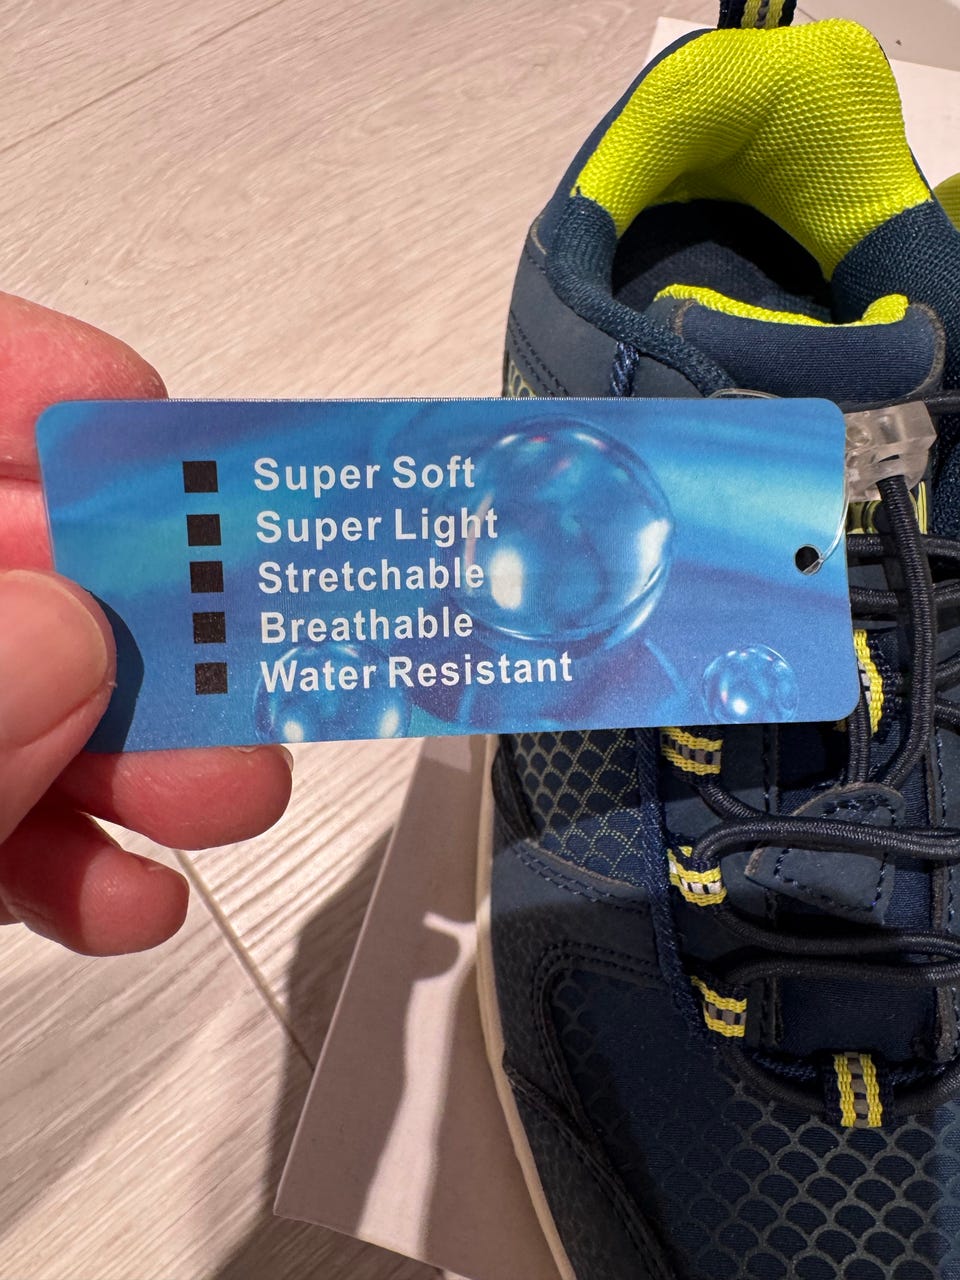 Super Soft
Super Light
Stretchable
Breathable
Water Resistant